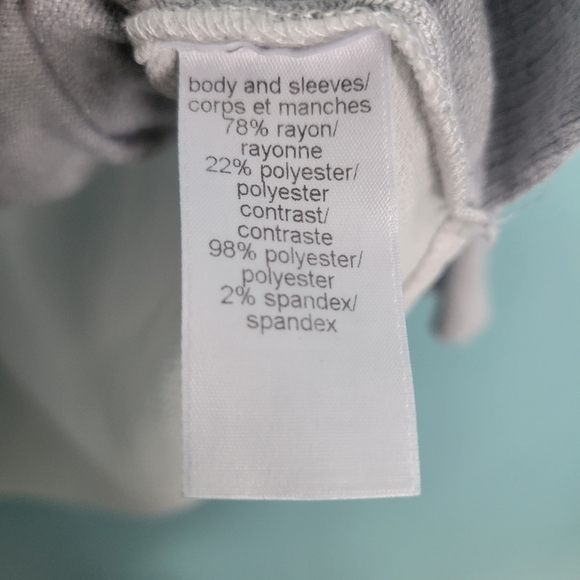 body and sleeves/
corps et manches
78% rayon/
rayonne
22% polyester/
polyester
contrast/
contraste
98% polyester/
polyester
2% spandex/
spandex